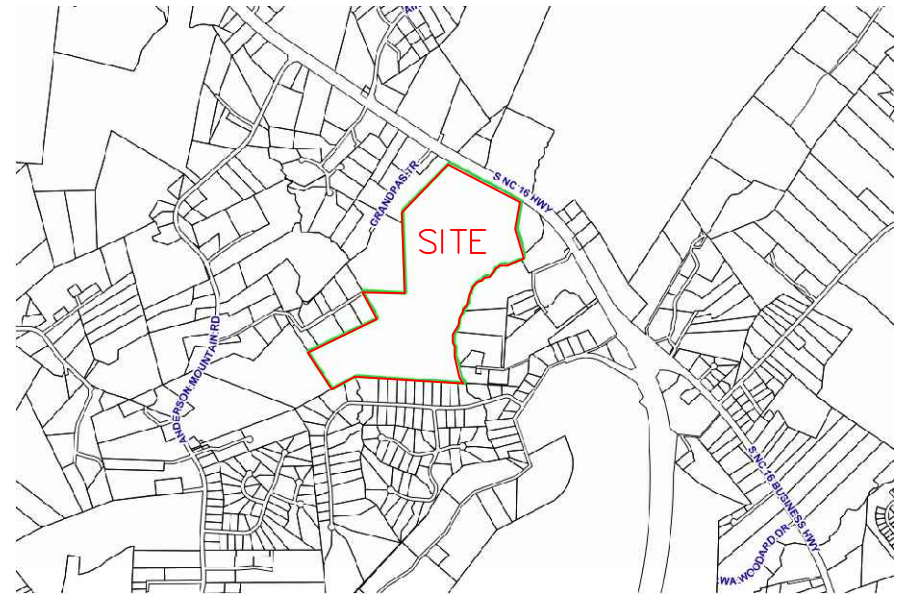 GRANDPAS TR
S NC 16 HWY
SITE
ANDERSON MOUNTAIN RD
S NC 16 BUSINESS HWY
WA WOODARD DR